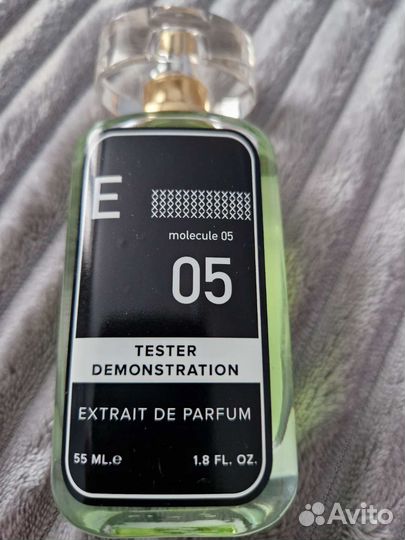 E
molecule 05
05
TESTER
DEMONSTRATION
EXTRAIT DE PARFUM
55 ML.e 1.8 FL. OZ.
Avito